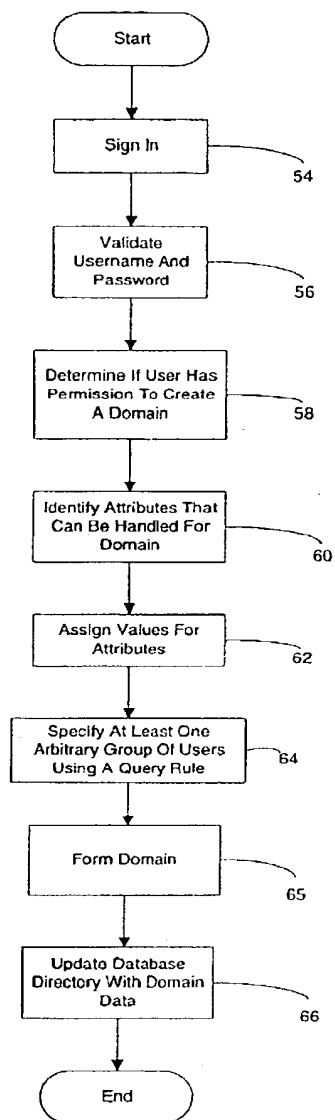 Start
Sign In
54
Validate
Username And
Password
56
Determine If User Has
Permission To Create
A Domain
58
Identify Attributes That
Can Be Handled For
Domain
60
Assign Values For
Attributes
62
Specify At Least One
Arbitrary Group Of Users
Using A Query Rule
64
Form Domain
65
Update Database
Directory With Domain
Data
66
End